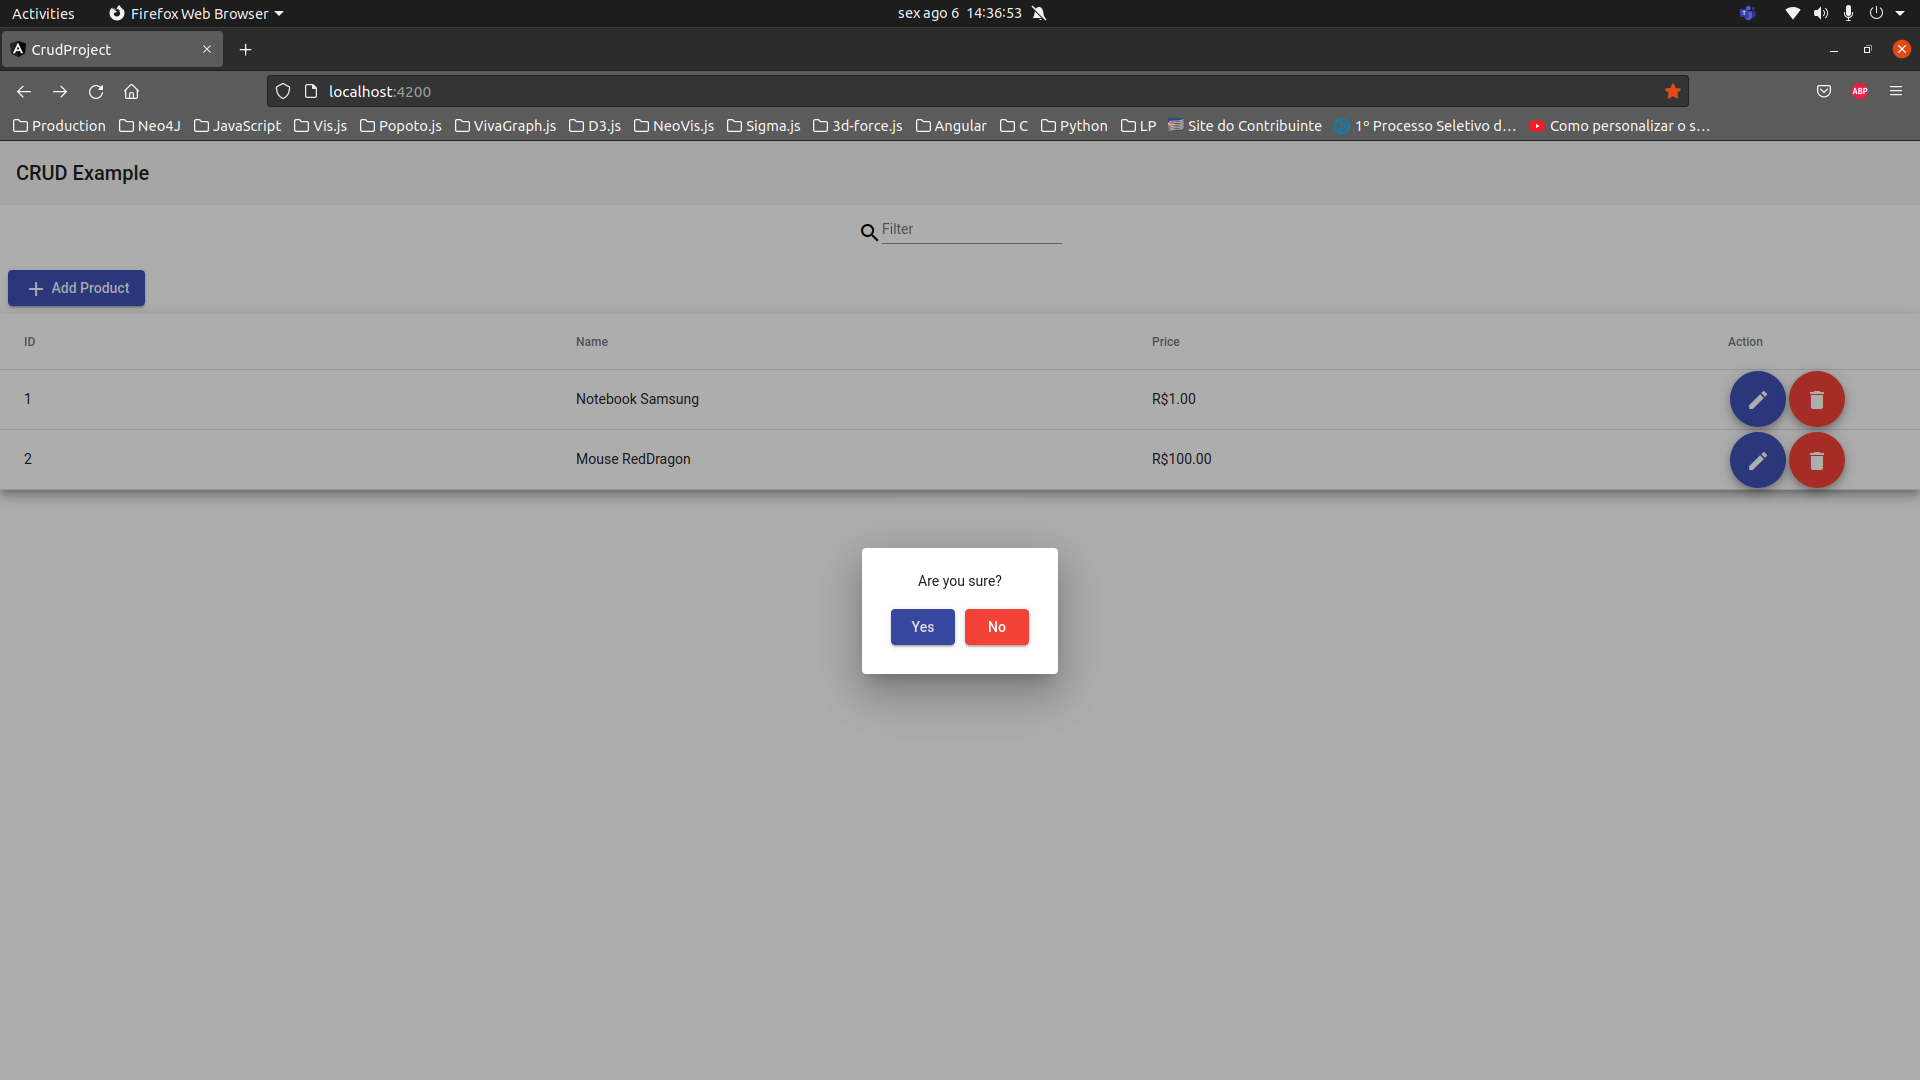 Activities Firefox Web Browser sex ago 6 14:36:53
CrudProject
localhost:4200 ABP
Production Neo4J JavaScript Vis.js Popoto.js VivaGraph.js D3.js NeoVis.js Sigma.js 3d-force.js Angular C Python LP Site do Contribuinte 1º Processo Seletivo d... Como personalizar o s...
CRUD Example
Filter
Add Product
ID Name Price Action
1 Notebook Samsung R$1.00
2 Mouse RedDragon R$100.00
Are you sure?
Yes No